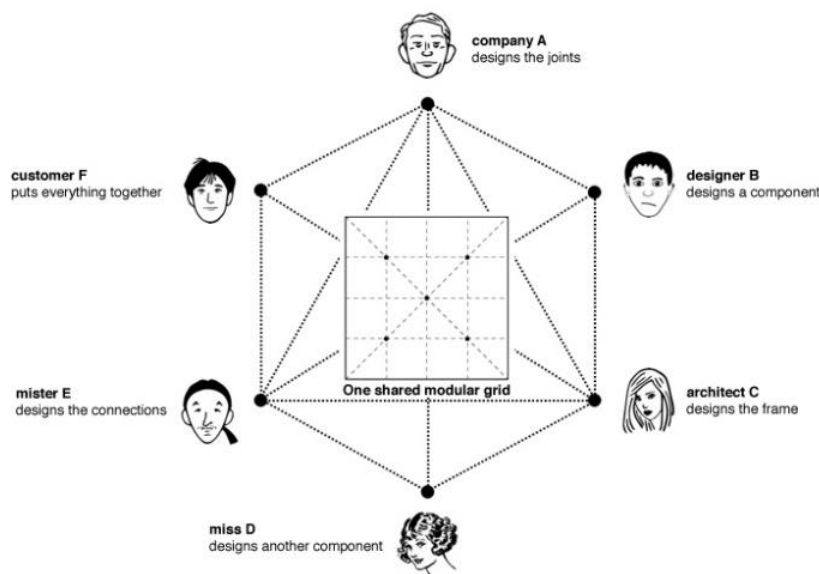 company A
designs the joints
customer F
puts everything together
designer B
designs a component
One shared modular grid
mister E
designs the connections
architect C
designs the frame
miss D
designs another component